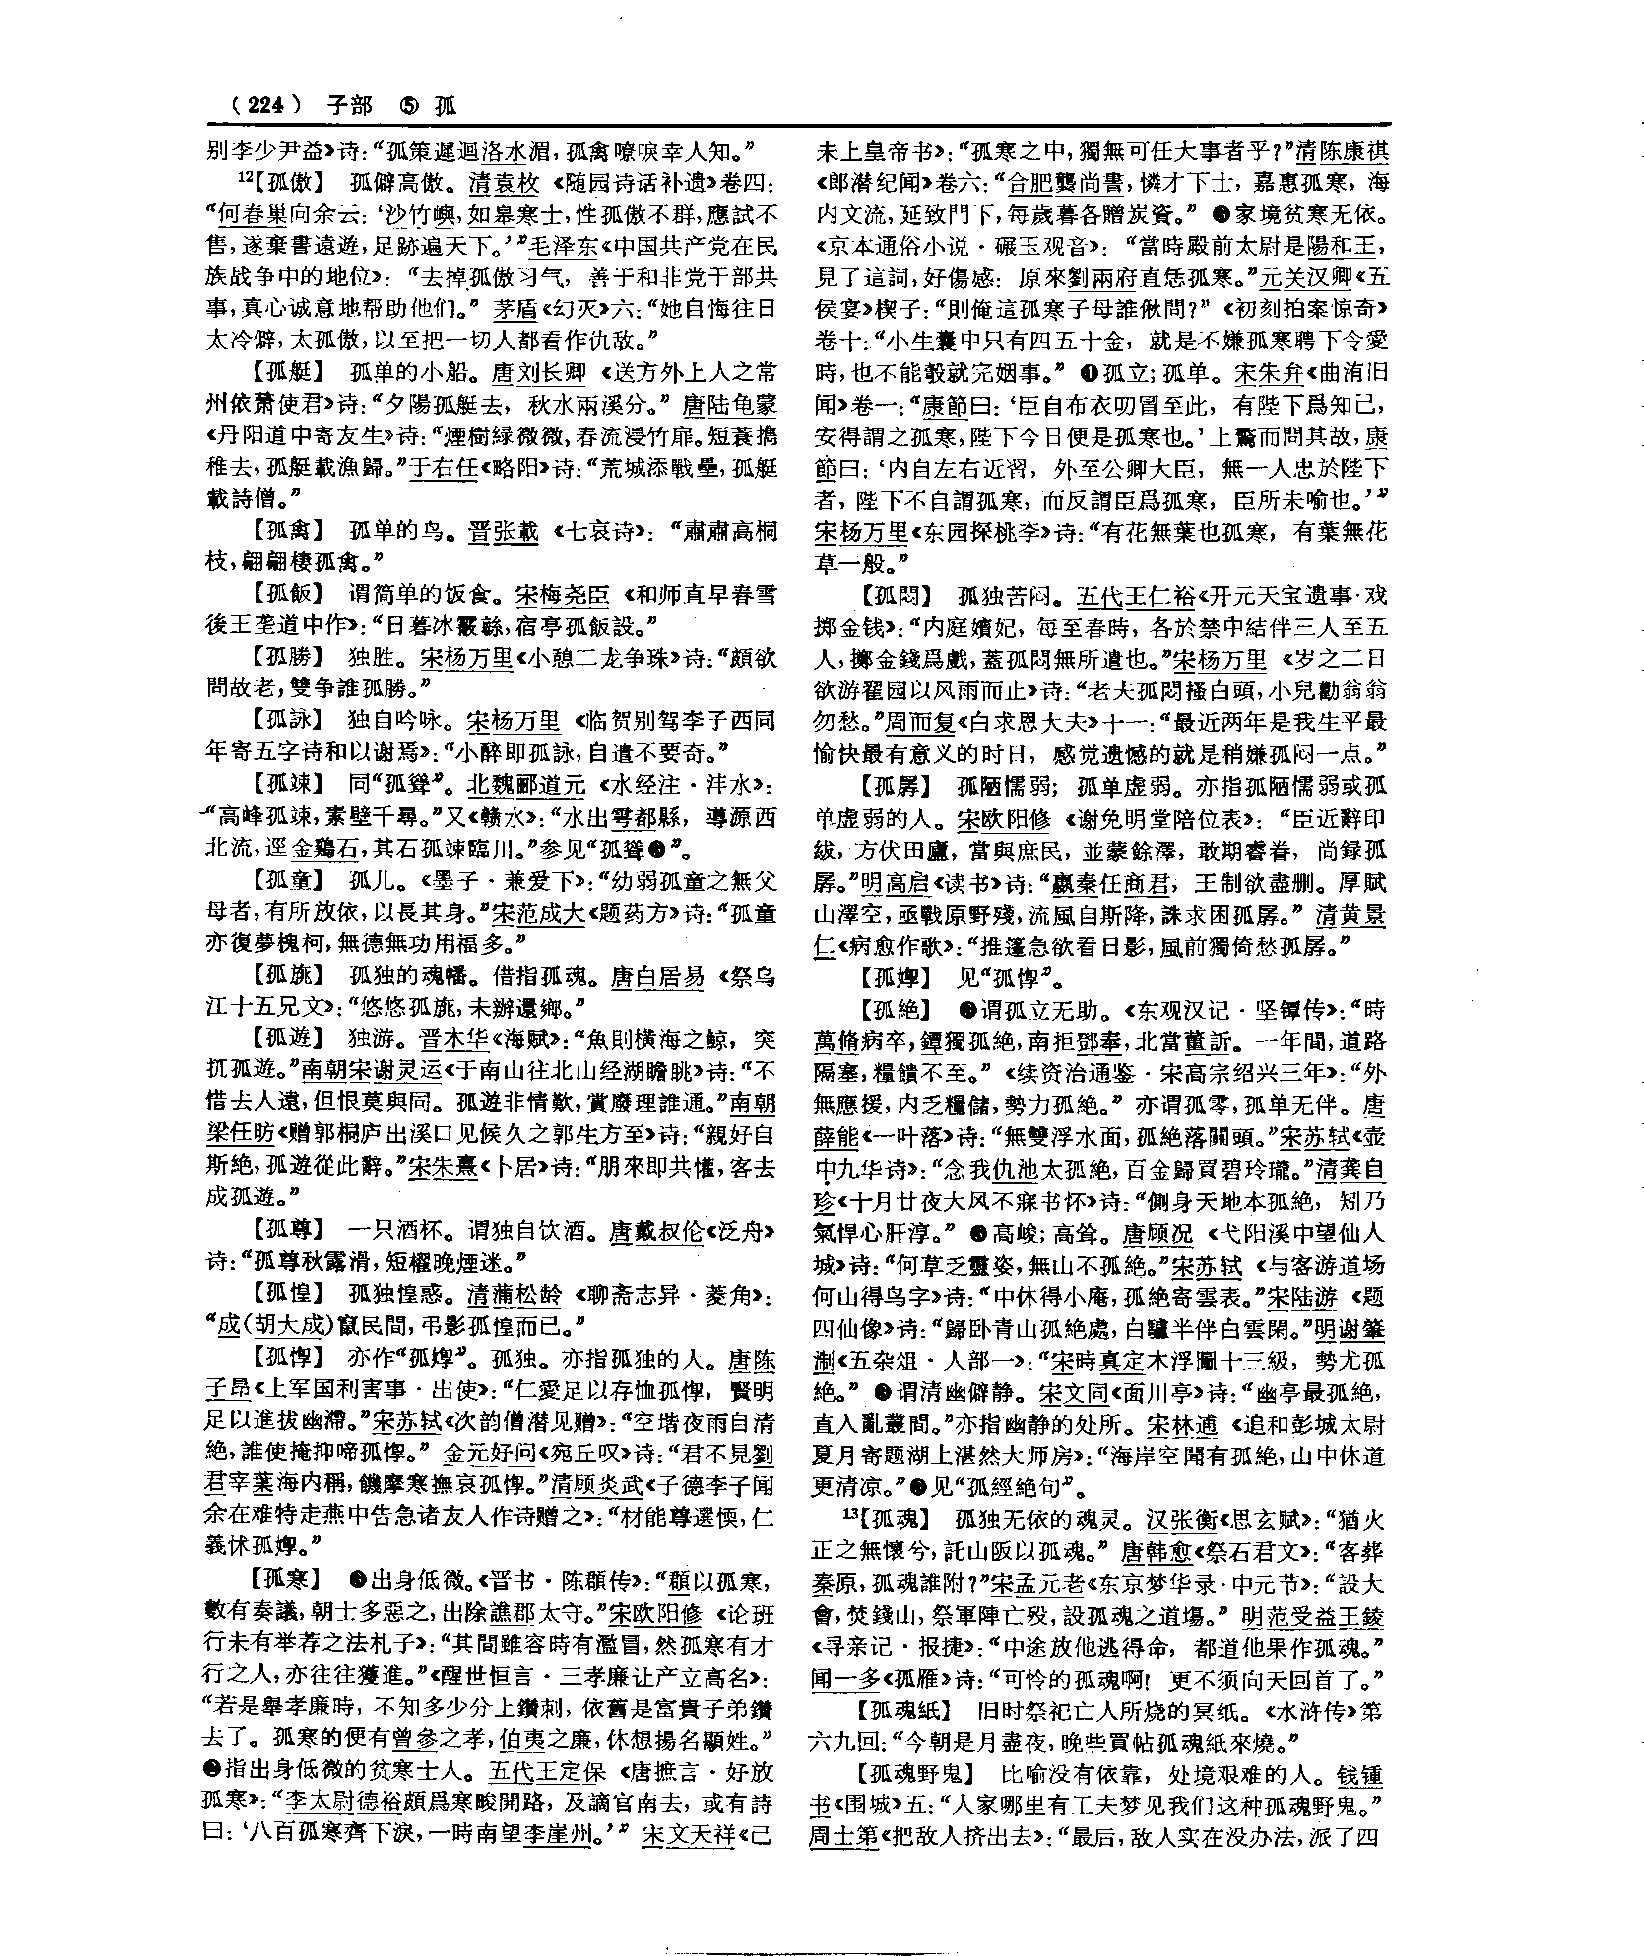 （224） 子部 ⑤ 孤
别李少尹益》诗：“孤策遲迴洛水湄，孤禽嘹唳幸人知。”
12【孤傲】 孤僻高傲。清袁枚《随园诗话补遗》卷四：
“何春巢向余云：‘沙竹嶼，如皋寒士，性孤傲不群，應試不
售，遂棄書遠遊，足跡遍天下。’”毛泽东《中国共产党在民
族战争中的地位》：“去掉孤傲习气，善于和非党干部共
事，真心诚意地帮助他们。”茅盾《幻灭》六：“她自悔往日
太冷僻，太孤傲，以至把一切人都看作仇敌。”
【孤艇】 孤单的小船。唐刘长卿《送方外上人之常
州依萧使君》诗：“夕陽孤艇去，秋水兩溪分。”唐陆龟蒙
《丹阳道中寄友生》诗：“煙樹緑微微，春流浸竹扉。短蓑擕
稚去，孤艇載漁歸。”于右任《略阳》诗：“荒城添戰壘，孤艇
載詩僧。”
【孤禽】 孤单的鸟。晋张載《七哀诗》：“肅肅高桐
枝，翩翩棲孤禽。”
【孤飯】 谓简单的饭食。宋梅尧臣《和师直早春雪
後王垄道中作》：“日暮冰霰繇，宿亭孤飯設。”
【孤勝】 独胜。宋杨万里《小憩二龙争珠》诗：“頗欲
問故老，雙争誰孤勝。”
【孤詠】 独自吟咏。宋杨万里《临贺别驾李子西同
年寄五字诗和以谢焉》：“小醉即孤詠，自遣不要奇。”
【孤竦】 同“孤聳”。北魏郦道元《水经注·沣水》：
“高峰孤竦，素壁千尋。”又《赣水》：“水出雩都縣，導源西
北流，逕金鷄石，其石孤竦臨川。”参见“孤聳❶”。
【孤童】 孤儿。《墨子·兼爱下》：“幼弱孤童之無父
母者，有所放依，以長其身。”宋范成大《题药方》诗：“孤童
亦復夢槐柯，無德無功用福多。”
【孤旐】 孤独的魂幡。借指孤魂。唐白居易《祭乌
江十五兄文》：“悠悠孤旐，未辦還鄉。”
【孤遊】 独游。晋木华《海赋》：“魚則横海之鲸，突
扤孤遊。”南朝宋谢灵运《于南山往北山经湖瞻眺》诗：“不
惜去人遠，但恨莫與同。孤遊非情歎，賞廢理誰通。”南朝
梁任昉《赠郭桐庐出溪口见候久之郭生方至》诗：“親好自
斯絶，孤遊從此辭。”宋朱熹《卜居》诗：“朋來即共懽，客去
成孤遊。”
【孤尊】 一只酒杯。谓独自饮酒。唐戴叔伦《泛舟》
诗：“孤尊秋露滑，短櫂晚煙迷。”
【孤惶】 孤独惶惑。清蒲松龄《聊斋志异·菱角》：
“成（胡大成）竄民間，弔影孤惶而已。”
【孤惸】 亦作“孤㷀”。孤独。亦指孤独的人。唐陈
子昂《上军国利害事·出使》：“仁愛足以存恤孤惸，賢明
足以進拔幽滯。”宋苏轼《次韵僧潜见赠》：“空堦夜雨自清
絶，誰使掩抑啼孤惸。”金元好问《宛丘叹》诗：“君不見劉
君宰葉海内稱，饑摩寒撫哀孤惸。”清顾炎武《子德李子闻
余在难特走燕中告急诸友人作诗赠之》：“材能尊選愞，仁
義怵孤㷀。”
【孤寒】 ❶出身低微。《晋书·陈頵传》：“頵以孤寒，
數有奏議，朝士多惡之，出除譙郡太守。”宋欧阳修《论班
行未有举荐之法札子》：“其間雖容時有濫冒，然孤寒有才
行之人，亦往往獲進。”《醒世恒言·三孝廉让产立高名》：
“若是舉孝廉時，不知多少分上鑽刺，依舊是富貴子弟鑽
去了。孤寒的便有曾參之孝，伯夷之廉，休想揚名顯姓。”
❷指出身低微的贫寒士人。五代王定保《唐摭言·好放
孤寒》：“李太尉德裕頗爲寒畯開路，及謫官南去，或有詩
曰：‘八百孤寒齊下淚，一時南望李崖州。’”宋文天祥《己
未上皇帝书》：“孤寒之中，獨無可任大事者乎？”清陈康祺
《郎潜纪闻》卷六：“合肥龔尚書，憐才下士，嘉惠孤寒，海
内文流，延致門下，每歲暮各贈炭資。”❸家境贫寒无依。
《京本通俗小说·碾玉观音》：“當時殿前太尉是陽和王，
見了這詞，好傷感：原來劉兩府直恁孤寒。”元关汉卿《五
侯宴》楔子：“則俺這孤寒子母誰偢問？”《初刻拍案惊奇》
卷十：“小生囊中只有四五十金，就是不嫌孤寒聘下令愛
時，也不能彀就完姻事。”❹孤立；孤单。宋朱弁《曲洧旧
闻》卷一：“康節曰：‘臣自布衣叨冒至此，有陛下爲知己，
安得謂之孤寒，陛下今日便是孤寒也。’上驚而問其故，康
節曰：‘内自左右近習，外至公卿大臣，無一人忠於陛下
者，陛下不自謂孤寒，而反謂臣爲孤寒，臣所未喻也。’”
宋杨万里《东园探桃李》诗：“有花無葉也孤寒，有葉無花
草一般。”
【孤悶】 孤独苦闷。五代王仁裕《开元天宝遗事·戏
掷金钱》：“内庭嬪妃，每至春時，各於禁中結伴三人至五
人，擲金錢爲戲，蓋孤悶無所遣也。”宋杨万里《岁之二日
欲游翟园以风雨而止》诗：“老夫孤悶搔白頭，小兒勸翁翁
勿愁。”周而复《白求恩大夫》十一：“最近两年是我生平最
愉快最有意义的时日，感觉遗憾的就是稍嫌孤闷一点。”
【孤孱】 孤陋懦弱；孤单虚弱。亦指孤陋懦弱或孤
单虚弱的人。宋欧阳修《谢免明堂陪位表》：“臣近辭印
紱，方伏田廬，當與庶民，並蒙餘澤，敢期睿眷，尚録孤
孱。”明高启《读书》诗：“嬴秦任商君，王制欲盡删。厚賦
山澤空，亟戰原野殘，流風自斯降，誅求困孤孱。”清黄景
仁《病愈作歌》：“推篷急欲看日影，風前獨倚愁孤孱。”
【孤㷀】 见“孤惸”。
【孤絶】 ❶谓孤立无助。《东观汉记·坚镡传》：“時
萬脩病卒，鐔獨孤絶，南拒鄧奉，北當董訢。一年間，道路
隔塞，糧饋不至。”《续资治通鉴·宋高宗绍兴三年》：“外
無應援，内乏糧儲，勢力孤絶。”亦谓孤零，孤单无伴。唐
薛能《一叶落》诗：“無雙浮水面，孤絶落關頭。”宋苏轼《壶
中九华诗》：“念我仇池太孤絶，百金歸買碧玲瓏。”清龚自
珍《十月廿夜大风不寐书怀》诗：“側身天地本孤絶，矧乃
氣悍心肝淳。”❷高峻；高耸。唐顾况《弋阳溪中望仙人
城》诗：“何草乏靈姿，無山不孤絶。”宋苏轼《与客游道场
何山得鸟字》诗：“中休得小庵，孤絶寄雲表。”宋陆游《题
四仙像》诗：“歸卧青山孤絶處，白驢半伴白雲閑。”明谢肇
淛《五杂俎·人部一》：“宋時真定木浮圖十三級，勢尤孤
絶。”❸谓清幽僻静。宋文同《面川亭》诗：“幽亭最孤絶，
直入亂叢間。”亦指幽静的处所。宋林逋《追和彭城太尉
夏月寄题湖上湛然大师房》：“海岸空聞有孤絶，山中休道
更清凉。”❹见“孤經絶句”。
13【孤魂】 孤独无依的魂灵。汉张衡《思玄赋》：“猶火
正之無懷兮，託山阪以孤魂。”唐韩愈《祭石君文》：“客葬
秦原，孤魂誰附？”宋孟元老《东京梦华录·中元节》：“設大
會，焚錢山，祭軍陣亡殁，設孤魂之道場。”明范受益王錂
《寻亲记·报捷》：“中途放他逃得命，都道他果作孤魂。”
闻一多《孤雁》诗：“可怜的孤魂啊！更不须向天回首了。”
【孤魂紙】 旧时祭祀亡人所烧的冥纸。《水浒传》第
六九回：“今朝是月盡夜，晚些買帖孤魂紙來燒。”
【孤魂野鬼】 比喻没有依靠，处境艰难的人。钱锺
书《围城》五：“人家哪里有工夫梦见我们这种孤魂野鬼。”
周士第《把敌人挤出去》：“最后，敌人实在没办法，派了四